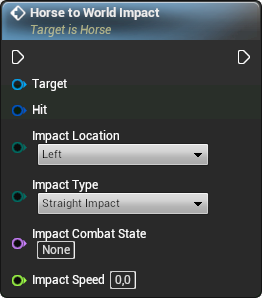 Horse to World Impact
Target is Horse
Target
Hit
Impact Location
Left
Impact Type
Straight Impact
Impact Combat State
None
Impact Speed 0,0